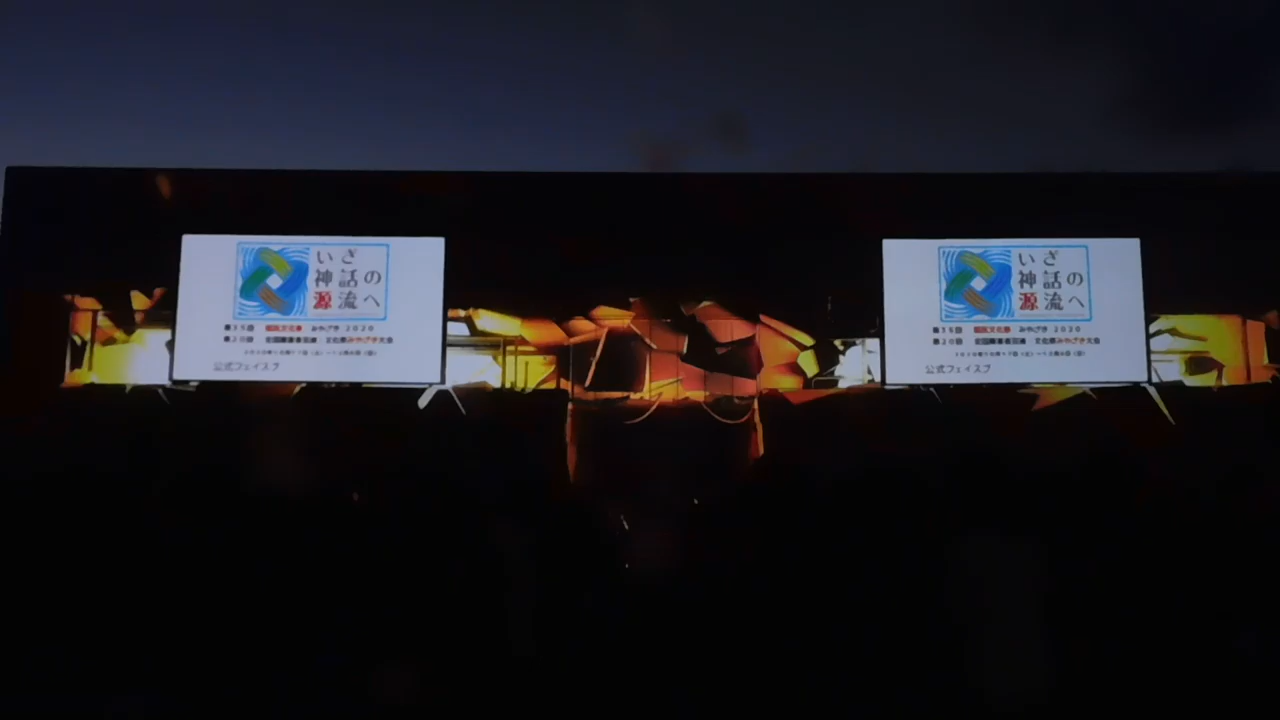 いざ
神話の
源流へ
第35回 国民文化祭 みやざき2020
第20回 全国障害者芸術・文化祭みやざき大会
公式フェイスブ
いざ
神話の
源流へ
第35回 国民文化祭 みやざき2020
第20回 全国障害者芸術・文化祭みやざき大会
公式フェイスブ